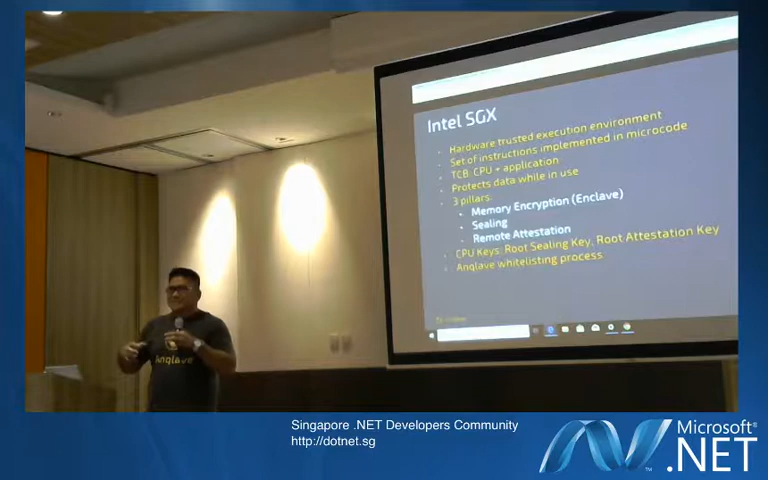 Intel SGX
Hardware trusted execution environment
Set of instructions implemented in microcode
TCB: CPU + application
Protects data while in use
3 pillars
Memory Encryption (Enclave)
Sealing
Remote Attestation
CPU Keys: Root Sealing Key, Root Attestation Key
Anqlave whitelisting process
Anqlave
Singapore .NET Developers Community
http://dotnet.sg
Microsoft®
.NET